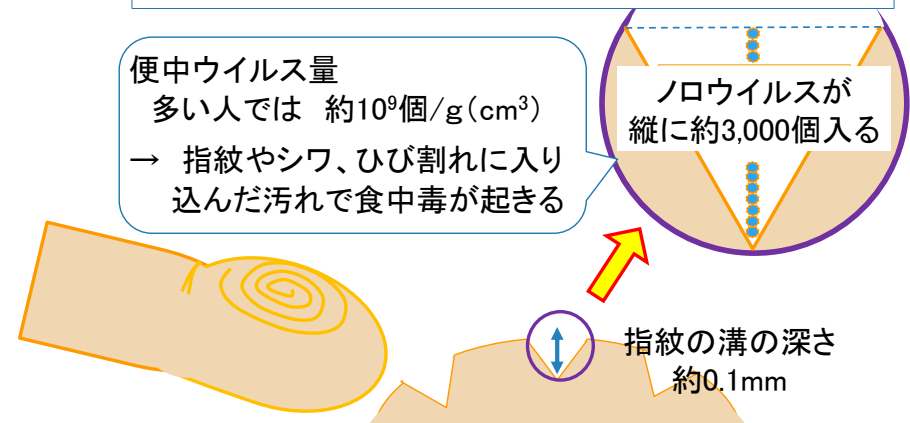 便中ウイルス量
多い人では 約10⁹個/g(cm³)
→ 指紋やシワ、ひび割れに入り
込んだ汚れで食中毒が起きる
ノロウイルスが
縦に約3,000個入る
指紋の溝の深さ
約0.1mm